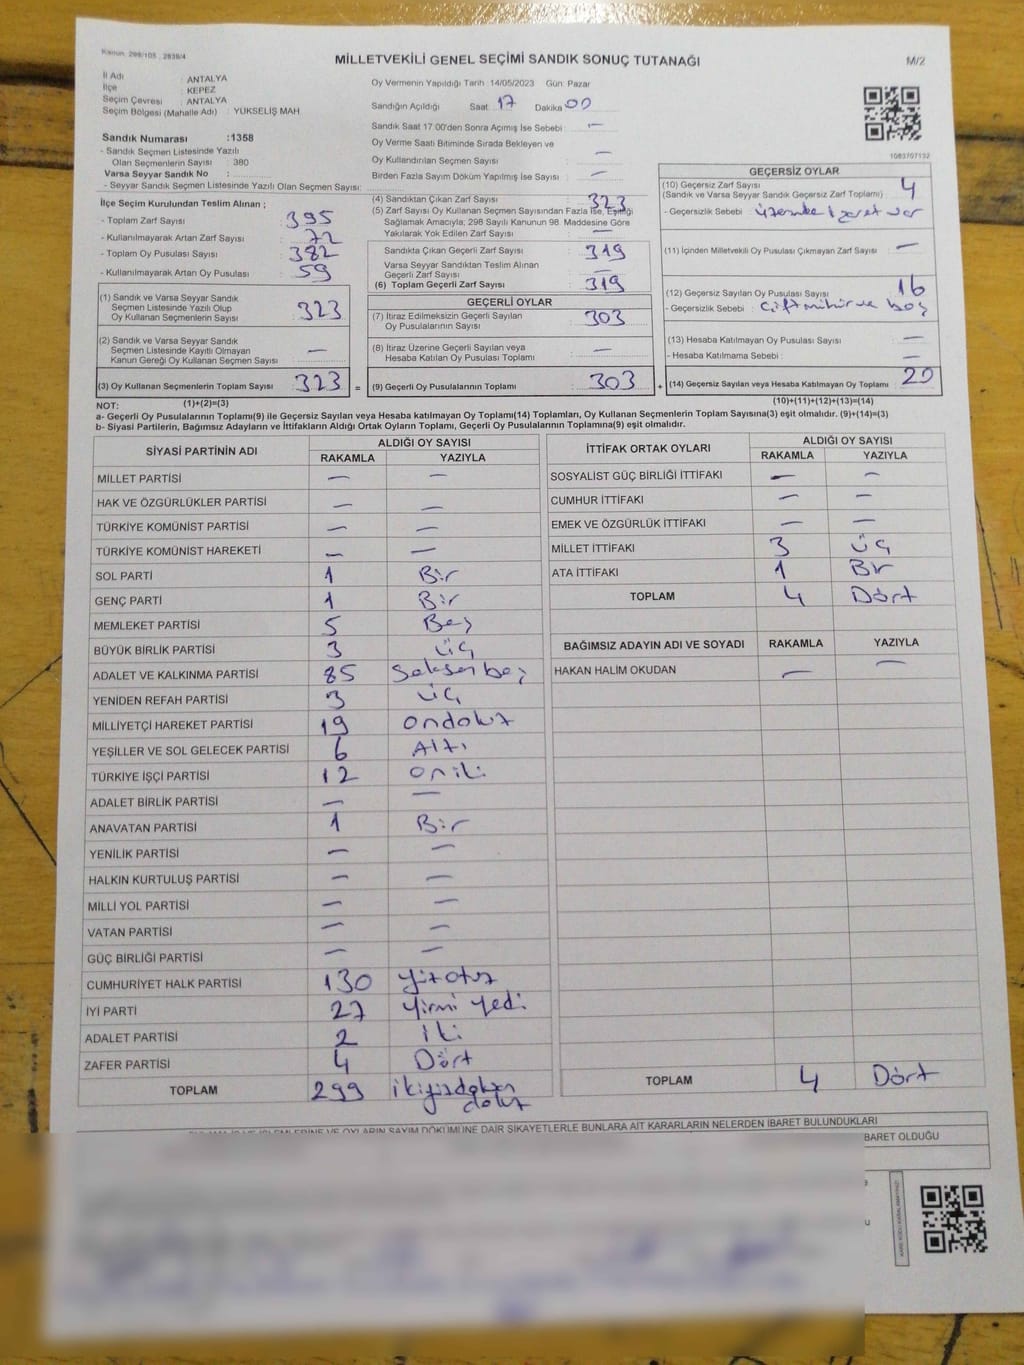 Kanun: 298/105 , 2839/4
MİLLETVEKİLİ GENEL SEÇİMİ SANDIK SONUÇ TUTANAĞI
M/2
İl Adı : ANTALYA
İlçe : KEPEZ
Seçim Çevresi : ANTALYA
Seçim Bölgesi (Mahalle Adı) : YÜKSELİŞ MAH
Oy Vermenin Yapıldığı Tarih : 14/05/2023 Gün Pazar
Sandığın Açıldığı Saat 17 Dakika 00
Sandık Saat 17.00'den Sonra Açılmış İse Sebebi : —
Oy Verme Saati Bitiminde Sırada Bekleyen ve
Oy Kullandırılan Seçmen Sayısı : —
Birden Fazla Sayım Döküm Yapılmış İse Sayısı : —
Sandık Numarası : 1358
- Sandık Seçmen Listesinde Yazılı
Olan Seçmenlerin Sayısı : 380
Varsa Seyyar Sandık No :
- Seyyar Sandık Seçmen Listesinde Yazılı Olan Seçmen Sayısı:
İlçe Seçim Kurulundan Teslim Alınan ;
- Toplam Zarf Sayısı : 395
- Kullanılmayarak Artan Zarf Sayısı : 72
- Toplam Oy Pusulası Sayısı : 382
- Kullanılmayarak Artan Oy Pusulası : 59
(1) Sandık ve Varsa Seyyar Sandık
Seçmen Listesinde Yazılı Olup
Oy Kullanan Seçmenlerin Sayısı : 323
(2) Sandık ve Varsa Seyyar Sandık
Seçmen Listesinde Kayıtlı Olmayan
Kanun Gereği Oy Kullanan Seçmen Sayısı : —
(3) Oy Kullanan Seçmenlerin Toplam Sayısı : 323 =
(4) Sandıktan Çıkan Zarf Sayısı : 323
(5) Zarf Sayısı Oy Kullanan Seçmen Sayısından Fazla İse, Eşitliği
Sağlamak Amacıyla; 298 Sayılı Kanunun 98. Maddesine Göre
Yakılarak Yok Edilen Zarf Sayısı : —
Sandıkta Çıkan Geçerli Zarf Sayısı : 319
Varsa Seyyar Sandıktan Teslim Alınan
Geçerli Zarf Sayısı : —
(6) Toplam Geçerli Zarf Sayısı : 319
GEÇERLİ OYLAR
(7) İtiraz Edilmeksizin Geçerli Sayılan
Oy Pusulalarının Sayısı : 303
(8) İtiraz Üzerine Geçerli Sayılan veya
Hesaba Katılan Oy Pusulası Toplamı : —
(9) Geçerli Oy Pusulalarının Toplamı : 303 +
1083707132
GEÇERSİZ OYLAR
(10) Geçersiz Zarf Sayısı
(Sandık ve Varsa Seyyar Sandık Geçersiz Zarf Toplamı) : 4
- Geçersizlik Sebebi : üzerinde işaret var
(11) İçinden Milletvekili Oy Pusulası Çıkmayan Zarf Sayısı : —
(12) Geçersiz Sayılan Oy Pusulası Sayısı : 16
- Geçersizlik Sebebi : Çift mühür ve boş
(13) Hesaba Katılmayan Oy Pusulası Sayısı : —
- Hesaba Katılmama Sebebi : —
(14) Geçersiz Sayılan veya Hesaba Katılmayan Oy Toplamı : 20
NOT: (1)+(2)=(3)
(10)+(11)+(12)+(13)=(14)
a- Geçerli Oy Pusulalarının Toplamı(9) ile Geçersiz Sayılan veya Hesaba katılmayan Oy Toplamı(14) Toplamları, Oy Kullanan Seçmenlerin Toplam Sayısına(3) eşit olmalıdır. (9)+(14)=(3)
b- Siyasi Partilerin, Bağımsız Adayların ve İttifakların Aldığı Ortak Oyların Toplamı, Geçerli Oy Pusulalarının Toplamına(9) eşit olmalıdır.
SİYASİ PARTİNİN ADI
ALDIĞI OY SAYISI
RAKAMLA YAZIYLA
MİLLET PARTİSİ — —
HAK VE ÖZGÜRLÜKLER PARTİSİ — —
TÜRKİYE KOMÜNİST PARTİSİ — —
TÜRKİYE KOMÜNİST HAREKETİ — —
SOL PARTİ 1 Bir
GENÇ PARTİ 1 Bir
MEMLEKET PARTİSİ 5 Beş
BÜYÜK BİRLİK PARTİSİ 3 üç
ADALET VE KALKINMA PARTİSİ 85 Seksen beş
YENİDEN REFAH PARTİSİ 3 üç
MİLLİYETÇİ HAREKET PARTİSİ 19 ondokuz
YEŞİLLER VE SOL GELECEK PARTİSİ 6 Altı
TÜRKİYE İŞÇİ PARTİSİ 12 oniki
ADALET BİRLİK PARTİSİ — —
ANAVATAN PARTİSİ 1 Bir
YENİLİK PARTİSİ — —
HALKIN KURTULUŞ PARTİSİ — —
MİLLİ YOL PARTİSİ — —
VATAN PARTİSİ — —
GÜÇ BİRLİĞİ PARTİSİ — —
CUMHURİYET HALK PARTİSİ 130 yüzotuz
İYİ PARTİ 27 yirmi yedi
ADALET PARTİSİ 2 iki
ZAFER PARTİSİ 4 Dört
TOPLAM 299 ikiyüzdoksan dokuz
İTTİFAK ORTAK OYLARI
ALDIĞI OY SAYISI
RAKAMLA YAZIYLA
SOSYALİST GÜÇ BİRLİĞİ İTTİFAKI — —
CUMHUR İTTİFAKI — —
EMEK VE ÖZGÜRLÜK İTTİFAKI — —
MİLLET İTTİFAKI 3 üç
ATA İTTİFAKI 1 Bir
TOPLAM 4 Dört
BAĞIMSIZ ADAYIN ADI VE SOYADI RAKAMLA YAZIYLA
HAKAN HALİM OKUDAN — —
TOPLAM 4 Dört
OYLARIN SAYIM DÖKÜMÜNE DAİR ŞİKAYETLERLE BUNLARA AİT KARARLARIN NELERDEN İBARET BULUNDUKLARI
BARET OLDUĞU